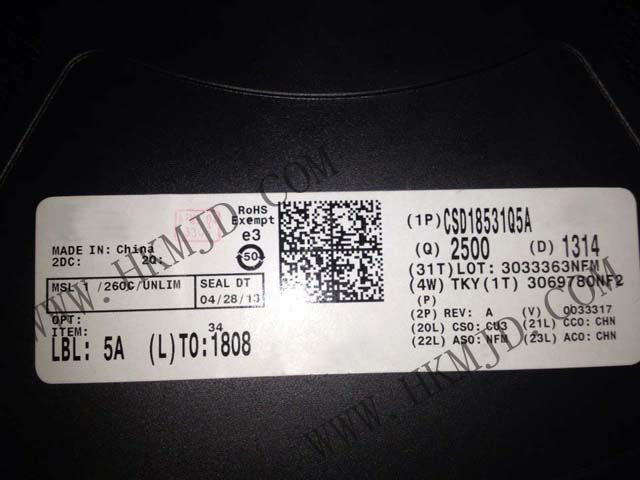 RoHS
Exempt
e3
50
MADE IN: China
2DC: 2Q:
MSL 1 /260C/UNLIM
SEAL DT
04/28/13
OPT:
ITEM:
34
LBL: 5A (L)TO:1808
(1P) CSD18531Q5A
(Q) 2500 (D) 1314
(31T)LOT: 3033363NFM
(4W) TKY(1T) 3069780NF2
(P)
(2P) REV: A (V) 0033317
(20L) CSO: CU3 (21L) CCO: CHN
(22L) ASO: NFM (23L) ACO: CHN
WWW.HKMJD.COM
WWW.HKMJD.COM